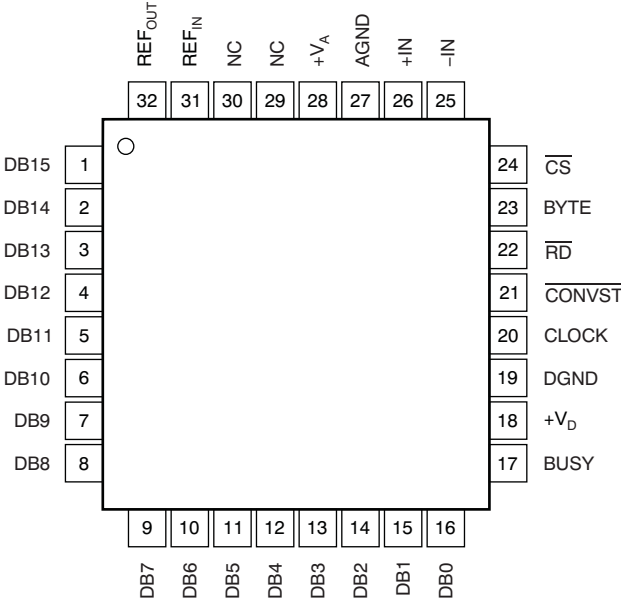 REFOUT REFIN NC NC +VA AGND +IN –IN
32 31 30 29 28 27 26 25
DB15 1 24 CS
DB14 2 23 BYTE
DB13 3 22 RD
DB12 4 21 CONVST
DB11 5 20 CLOCK
DB10 6 19 DGND
DB9 7 18 +VD
DB8 8 17 BUSY
9 10 11 12 13 14 15 16
DB7 DB6 DB5 DB4 DB3 DB2 DB1 DB0